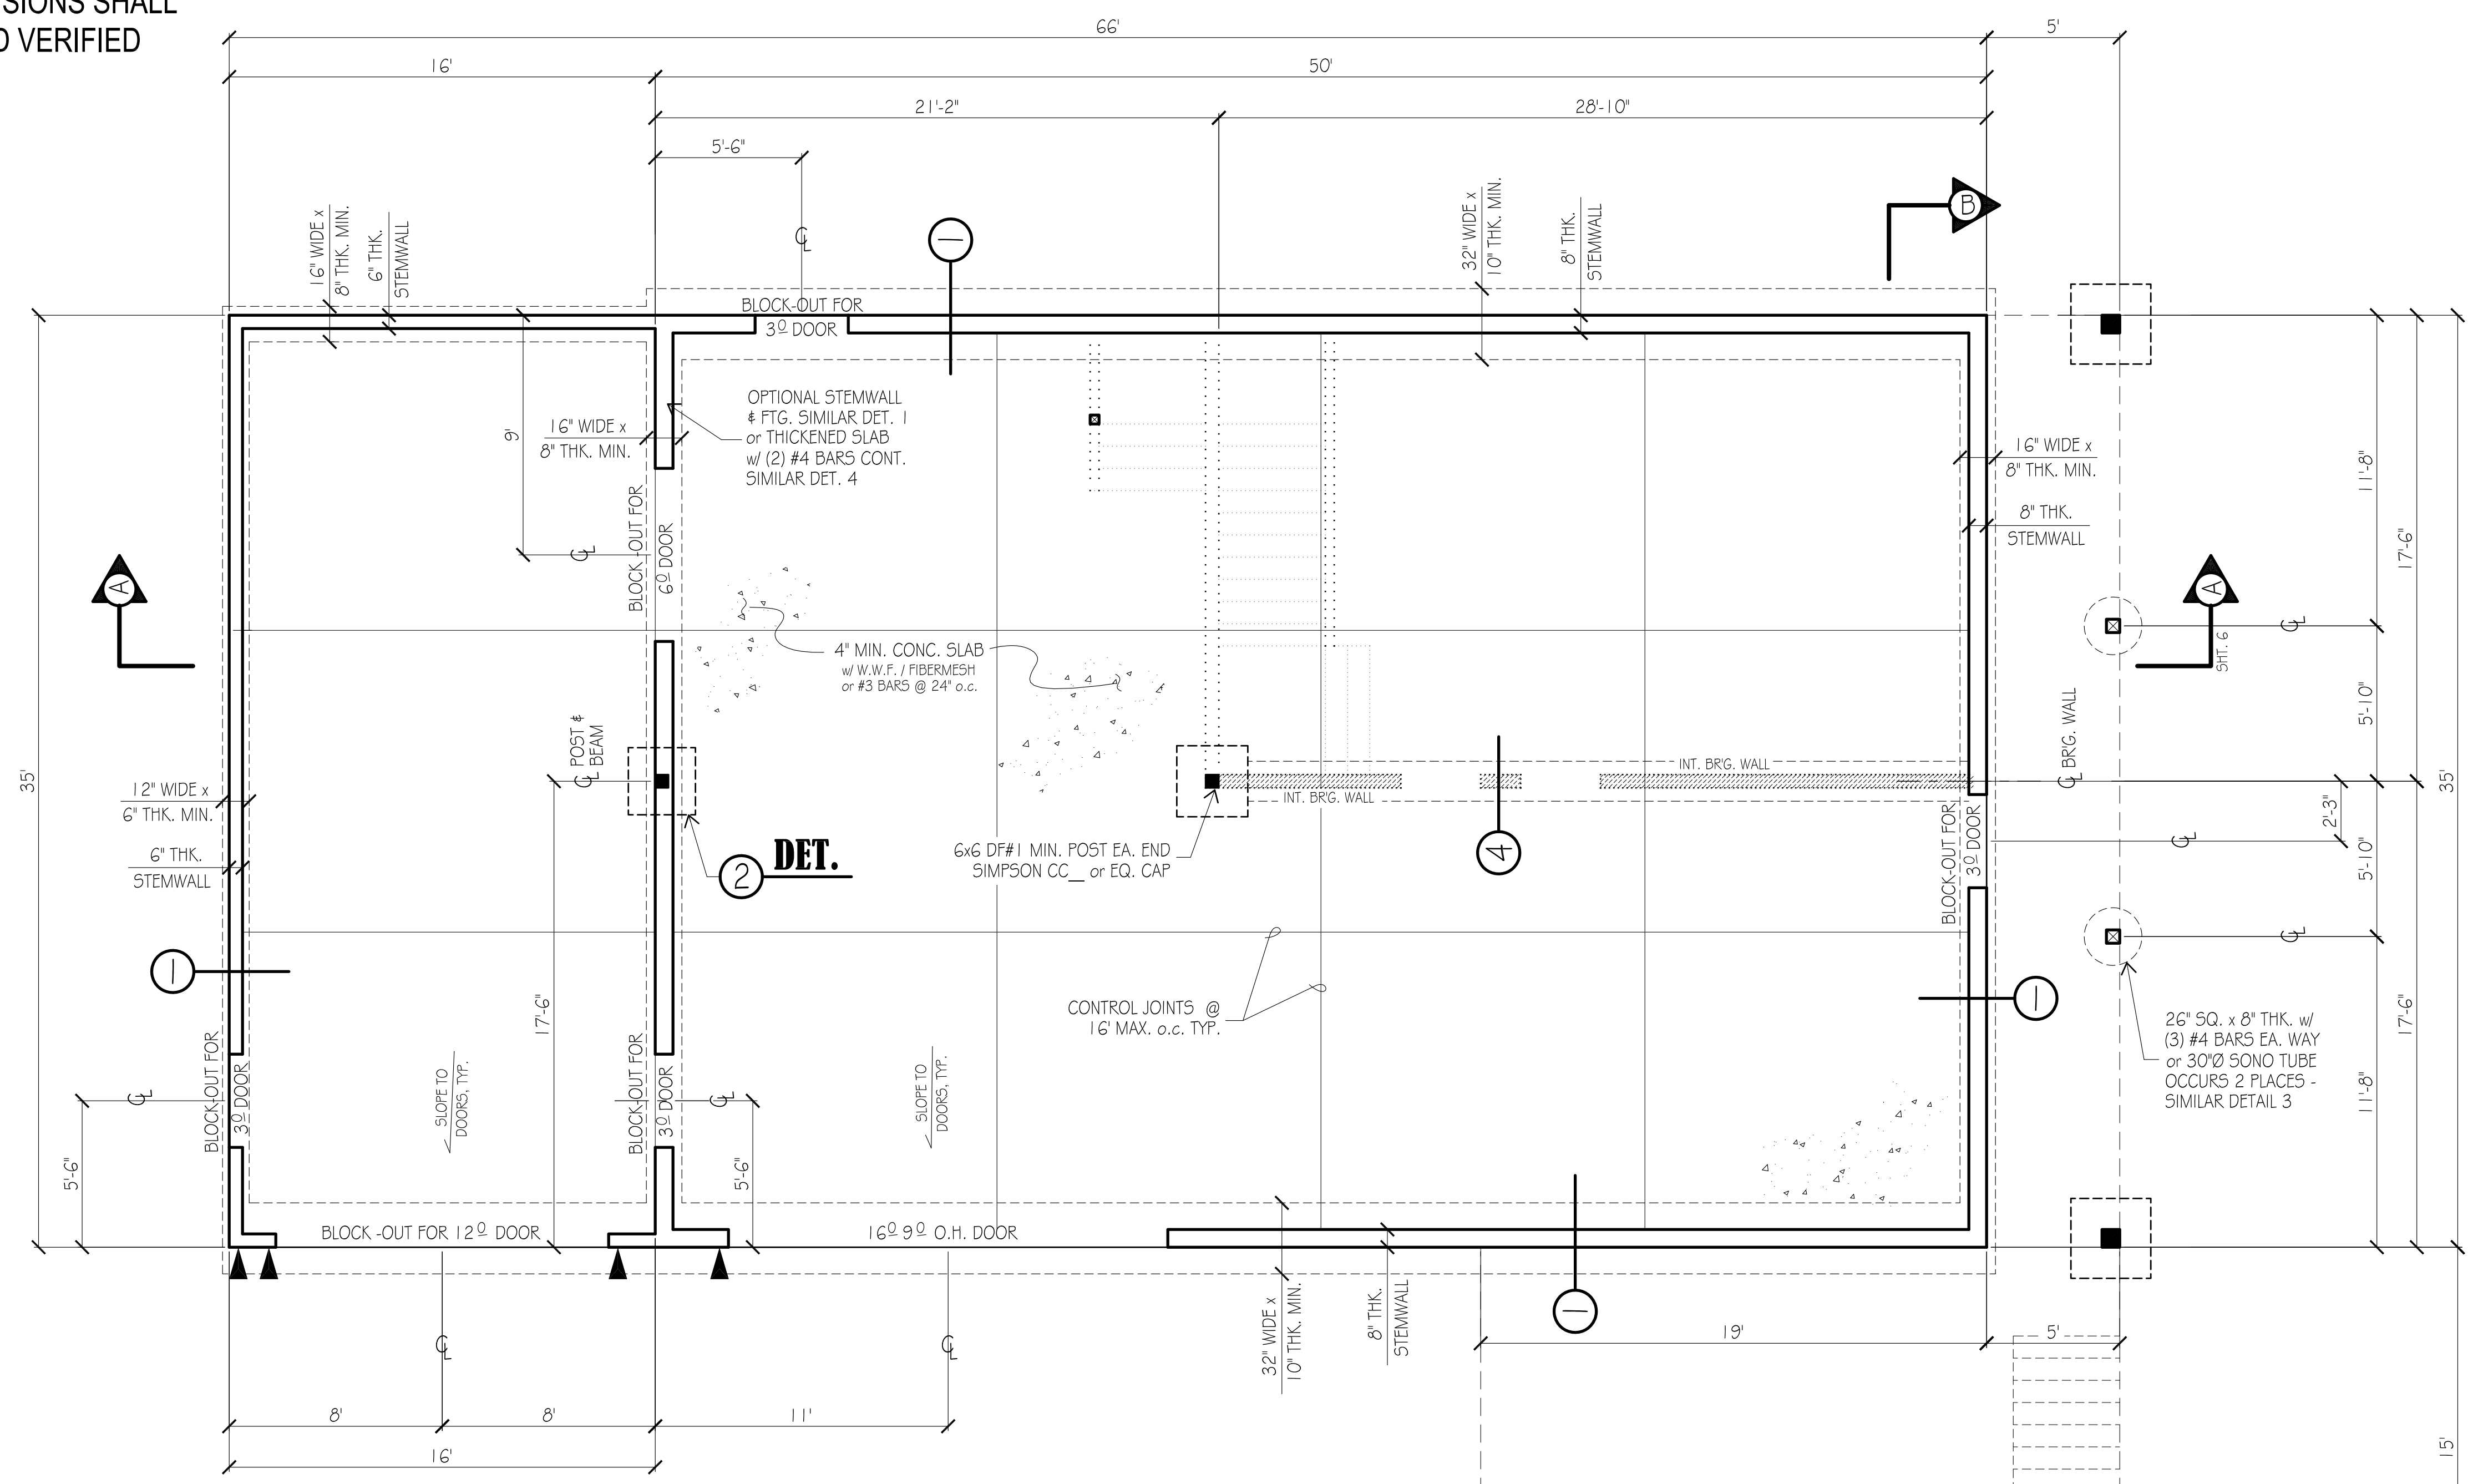 SIONS SHALL
D VERIFIED
66'
5'
16'
50'
21'-2"
28'-10"
5'-6"
16" WIDE x
8" THK. MIN.
6" THK.
STEMWALL
℄
1
32" WIDE x
10" THK. MIN.
8" THK.
STEMWALL
B
BLOCK-OUT FOR
3⁰ DOOR
OPTIONAL STEMWALL
& FTG. SIMILAR DET. 1
or THICKENED SLAB
w/ (2) #4 BARS CONT.
SIMILAR DET. 4
9'
16" WIDE x
8" THK. MIN.
16" WIDE x
8" THK. MIN.
8" THK.
STEMWALL
11'-8"
17'-6"
BLOCK-OUT FOR
6⁰ DOOR
℄
A
A
SHT. 6
℄
4" MIN. CONC. SLAB
w/ W.W.F. / FIBERMESH
or #3 BARS @ 24" o.c.
5'-10"
35'
35'
℄ POST &
BEAM
℄ BR'G. WALL
INT. BR'G. WALL
INT. BR'G. WALL
12" WIDE x
6" THK. MIN.
6" THK.
STEMWALL
2
DET.
6x6 DF#1 MIN. POST EA. END
SIMPSON CC__ or EQ. CAP
4
BLOCK-OUT FOR
3⁰ DOOR
℄
2'-3"
5'-10"
℄
1
17'-6"
CONTROL JOINTS @
16' MAX. o.c. TYP.
1
26" SQ. x 8" THK. w/
(3) #4 BARS EA. WAY
or 30"Ø SONO TUBE
OCCURS 2 PLACES -
SIMILAR DETAIL 3
17'-6"
11'-8"
BLOCK-OUT FOR
3⁰ DOOR
℄
5'-6"
SLOPE TO
DOORS, TYP.
BLOCK-OUT FOR
3⁰ DOOR
℄
5'-6"
SLOPE TO
DOORS, TYP.
BLOCK -OUT FOR 12⁰ DOOR
16⁰ 9⁰ O.H. DOOR
32" WIDE x
10" THK. MIN.
8" THK.
STEMWALL
1
19'
5'
℄
℄
8'
8'
11'
16'
15'